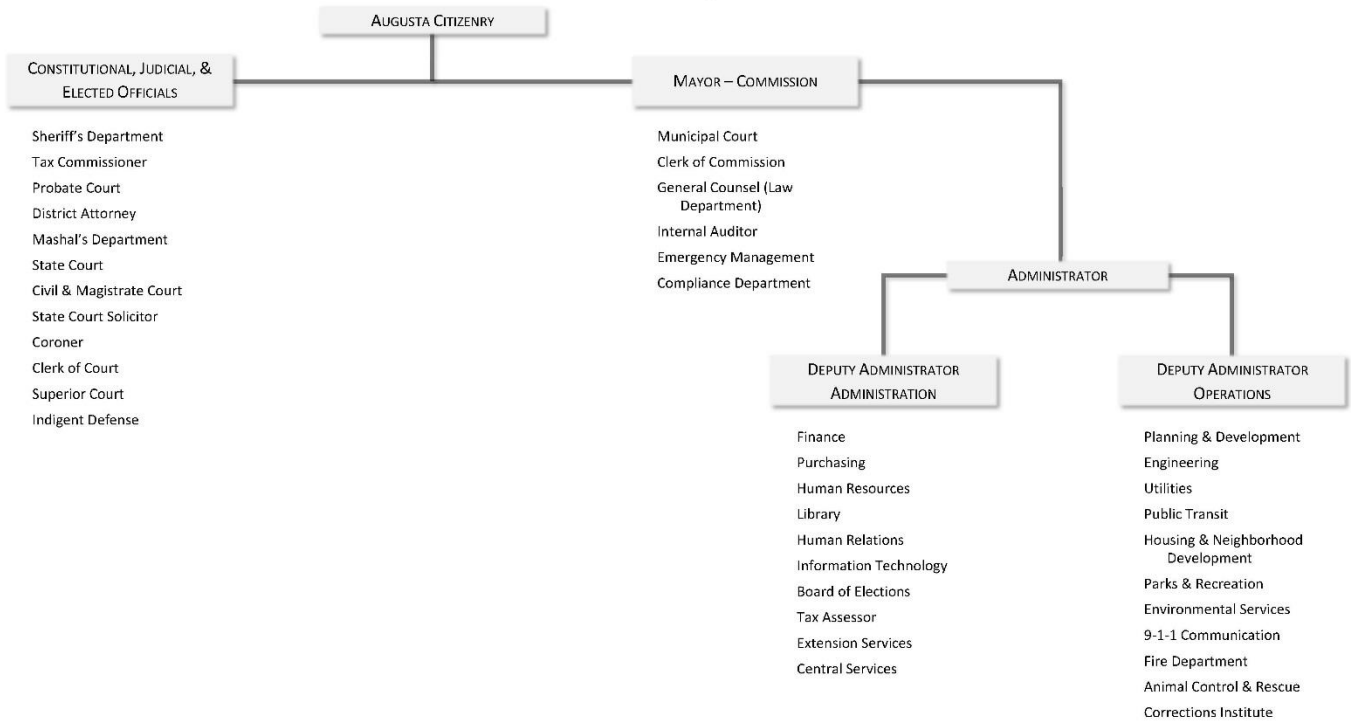 AUGUSTA CITIZENRY
CONSTITUTIONAL, JUDICIAL, &
ELECTED OFFICIALS
Sheriff's Department
Tax Commissioner
Probate Court
District Attorney
Mashal's Department
State Court
Civil & Magistrate Court
State Court Solicitor
Coroner
Clerk of Court
Superior Court
Indigent Defense
MAYOR – COMMISSION
Municipal Court
Clerk of Commission
General Counsel (Law
Department)
Internal Auditor
Emergency Management
Compliance Department
ADMINISTRATOR
DEPUTY ADMINISTRATOR
ADMINISTRATION
Finance
Purchasing
Human Resources
Library
Human Relations
Information Technology
Board of Elections
Tax Assessor
Extension Services
Central Services
DEPUTY ADMINISTRATOR
OPERATIONS
Planning & Development
Engineering
Utilities
Public Transit
Housing & Neighborhood
Development
Parks & Recreation
Environmental Services
9-1-1 Communication
Fire Department
Animal Control & Rescue
Corrections Institute